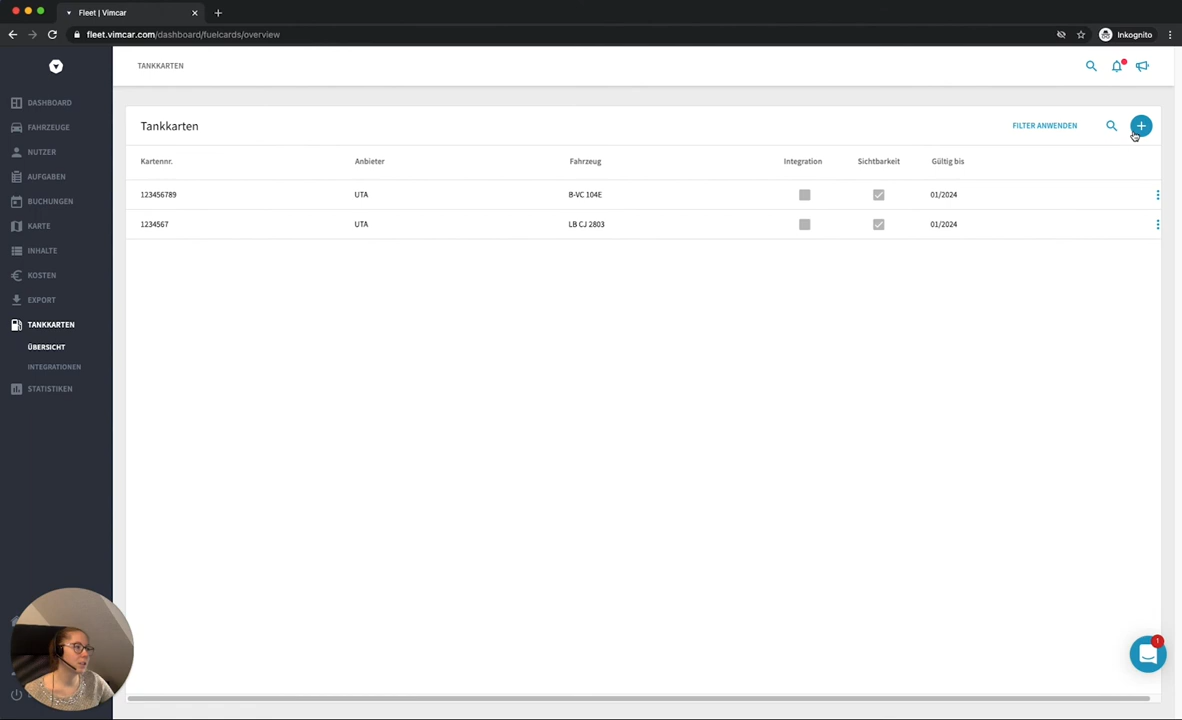 Fleet | Vimcar
fleet.vimcar.com/dashboard/fuelcards/overview
Inkognito
TANKKARTEN
DASHBOARD
FAHRZEUGE
NUTZER
AUFGABEN
BUCHUNGEN
KARTE
INHALTE
KOSTEN
EXPORT
TANKKARTEN
ÜBERSICHT
INTEGRATIONEN
STATISTIKEN
Tankkarten
FILTER ANWENDEN
Kartennr. Anbieter Fahrzeug Integration Sichtbarkeit Gültig bis
123456789 UTA B-VC 104E 01/2024
1234567 UTA LB CJ 2803 01/2024
1